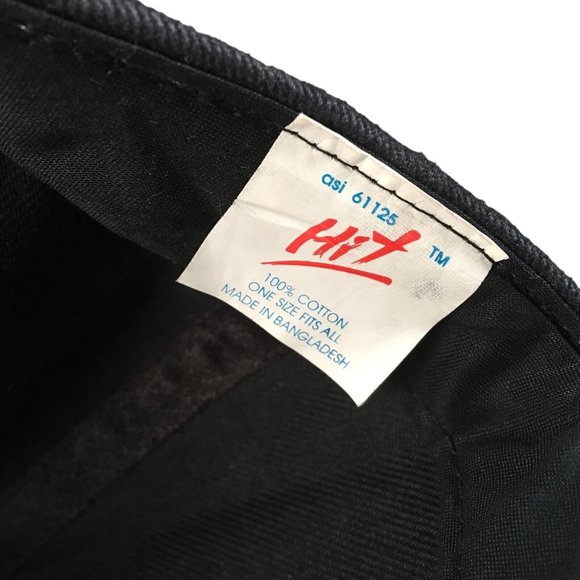 asi 61125
Hit ™
100% COTTON
ONE SIZE FITS ALL
MADE IN BANGLADESH